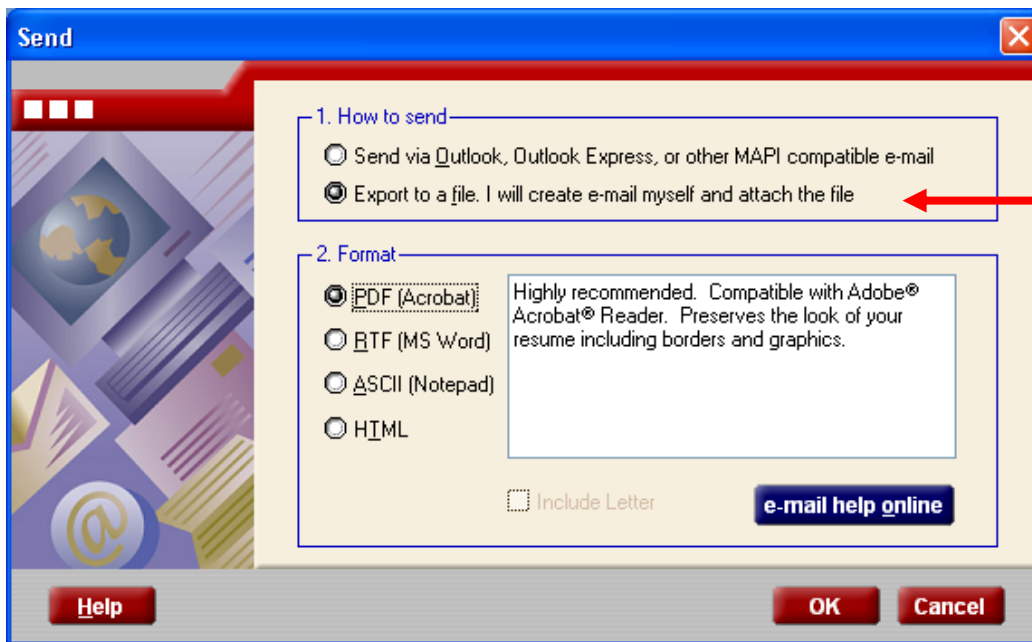 Send
1. How to send
Send via Outlook, Outlook Express, or other MAPI compatible e-mail
Export to a file. I will create e-mail myself and attach the file
2. Format
PDF (Acrobat)
RTF (MS Word)
ASCII (Notepad)
HTML
Highly recommended. Compatible with Adobe®
Acrobat® Reader. Preserves the look of your
resume including borders and graphics.
Include Letter
e-mail help online
@
Help
OK
Cancel